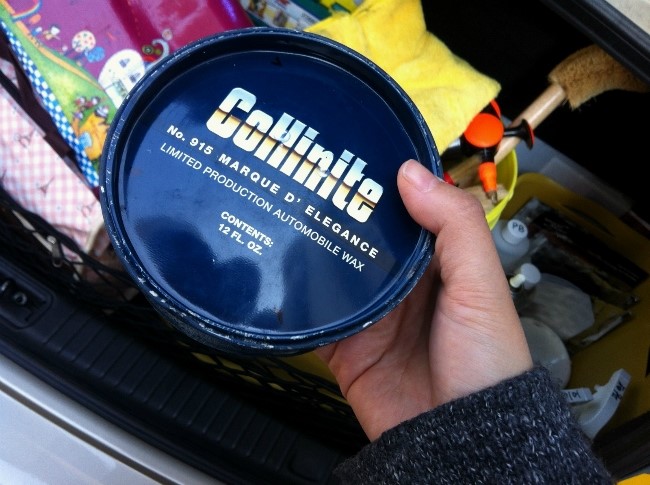 Collinite
No. 915 MARQUE D' ELEGANCE
LIMITED PRODUCTION AUTOMOBILE WAX
CONTENTS:
12 FL. OZ.